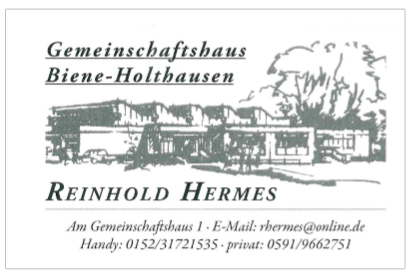 Gemeinschaftshaus
Biene-Holthausen
REINHOLD HERMES
Am Gemeinschaftshaus 1 · E-Mail: rhermes@online.de
Handy: 0152/31721535 · privat: 0591/9662751